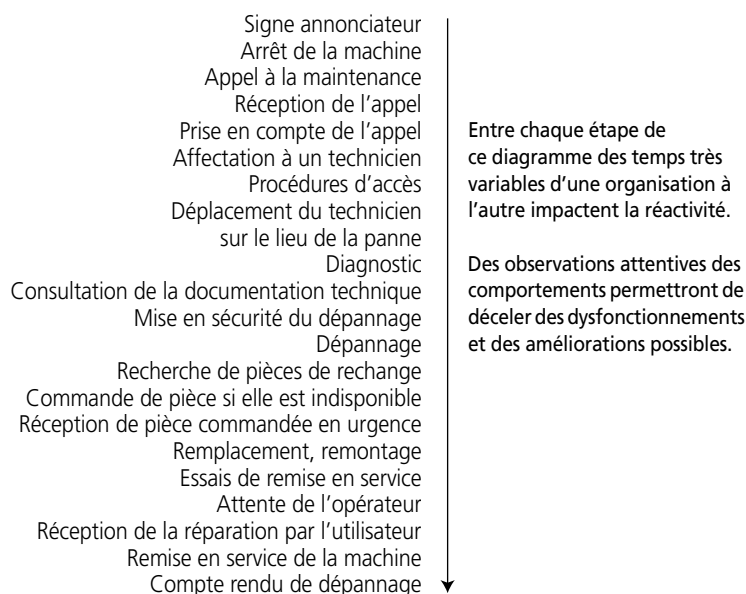 Signe annonciateur
Arrêt de la machine
Appel à la maintenance
Réception de l’appel
Prise en compte de l’appel
Affectation à un technicien
Procédures d’accès
Déplacement du technicien
sur le lieu de la panne
Diagnostic
Consultation de la documentation technique
Mise en sécurité du dépannage
Dépannage
Recherche de pièces de rechange
Commande de pièce si elle est indisponible
Réception de pièce commandée en urgence
Remplacement, remontage
Essais de remise en service
Attente de l’opérateur
Réception de la réparation par l’utilisateur
Remise en service de la machine
Compte rendu de dépannage
Entre chaque étape de
ce diagramme des temps très
variables d’une organisation à
l’autre impactent la réactivité.
Des observations attentives des
comportements permettront de
déceler des dysfonctionnements
et des améliorations possibles.